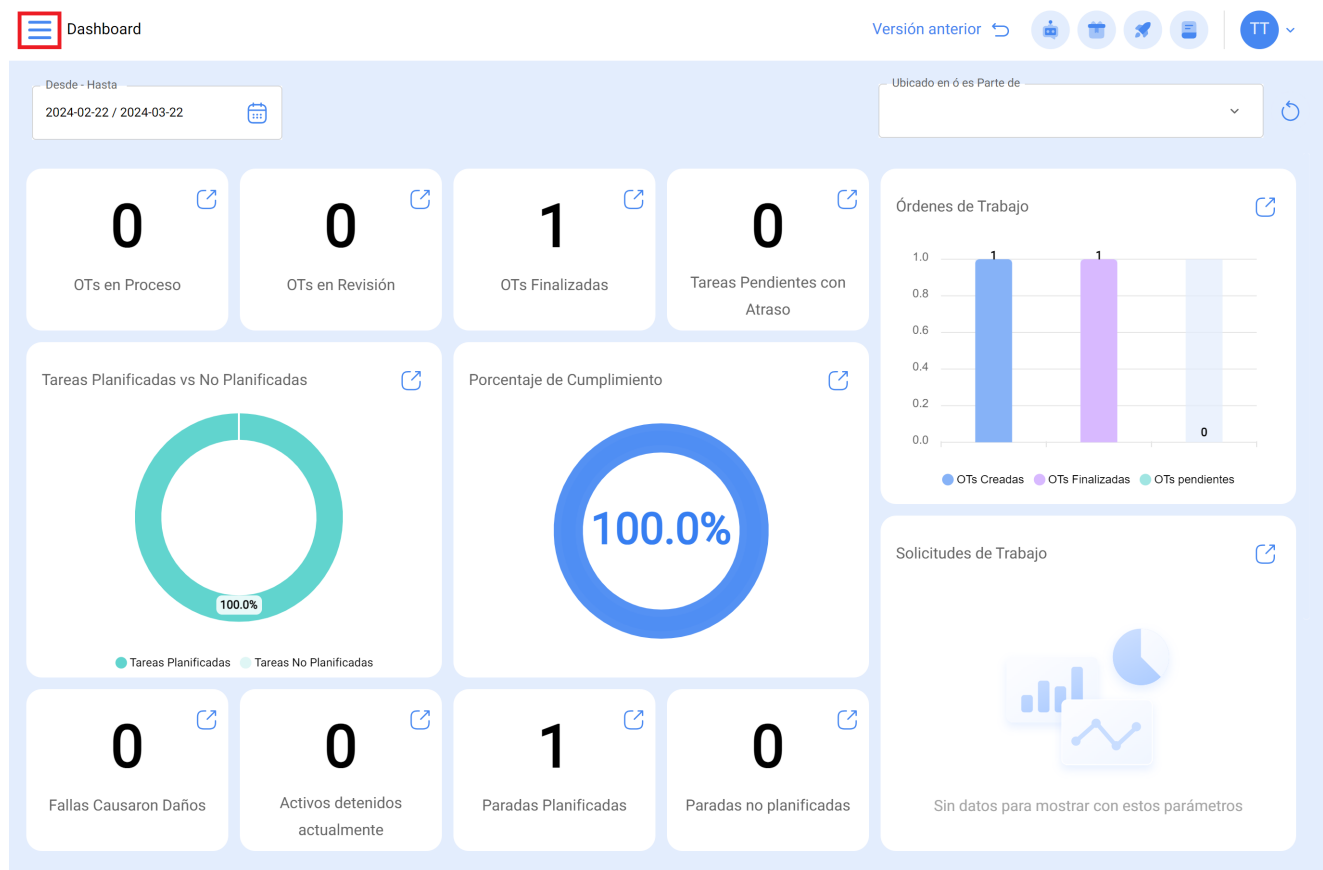 Dashboard
Versión anterior
TT
Desde - Hasta
2024-02-22 / 2024-03-22
Ubicado en ó es Parte de
0
OTs en Proceso
0
OTs en Revisión
1
OTs Finalizadas
0
Tareas Pendientes con
Atraso
Órdenes de Trabajo
1.0
0.8
0.6
0.4
0.2
0.0
1
1
0
OTs Creadas
OTs Finalizadas
OTs pendientes
Tareas Planificadas vs No Planificadas
100.0%
Tareas Planificadas
Tareas No Planificadas
Porcentaje de Cumplimiento
100.0%
Solicitudes de Trabajo
Sin datos para mostrar con estos parámetros
0
Fallas Causaron Daños
0
Activos detenidos
actualmente
1
Paradas Planificadas
0
Paradas no planificadas